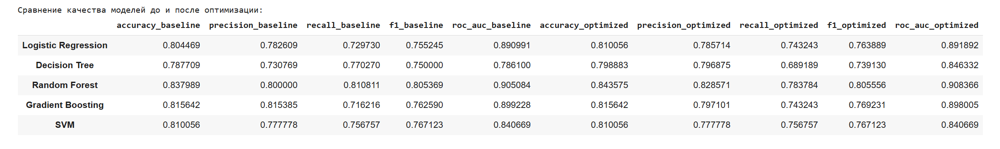 Сравнение качества моделей до и после оптимизации:
accuracy_baseline precision_baseline recall_baseline f1_baseline roc_auc_baseline accuracy_optimized precision_optimized recall_optimized f1_optimized roc_auc_optimized
Logistic Regression 0.804469 0.782609 0.729730 0.755245 0.890991 0.810056 0.785714 0.743243 0.763889 0.891892
Decision Tree 0.787709 0.730769 0.770270 0.750000 0.786100 0.798883 0.796875 0.689189 0.739130 0.846332
Random Forest 0.837989 0.800000 0.810811 0.805369 0.905084 0.843575 0.828571 0.783784 0.805556 0.908366
Gradient Boosting 0.815642 0.815385 0.716216 0.762590 0.899228 0.815642 0.797101 0.743243 0.769231 0.898005
SVM 0.810056 0.777778 0.756757 0.767123 0.840669 0.810056 0.777778 0.756757 0.767123 0.840669